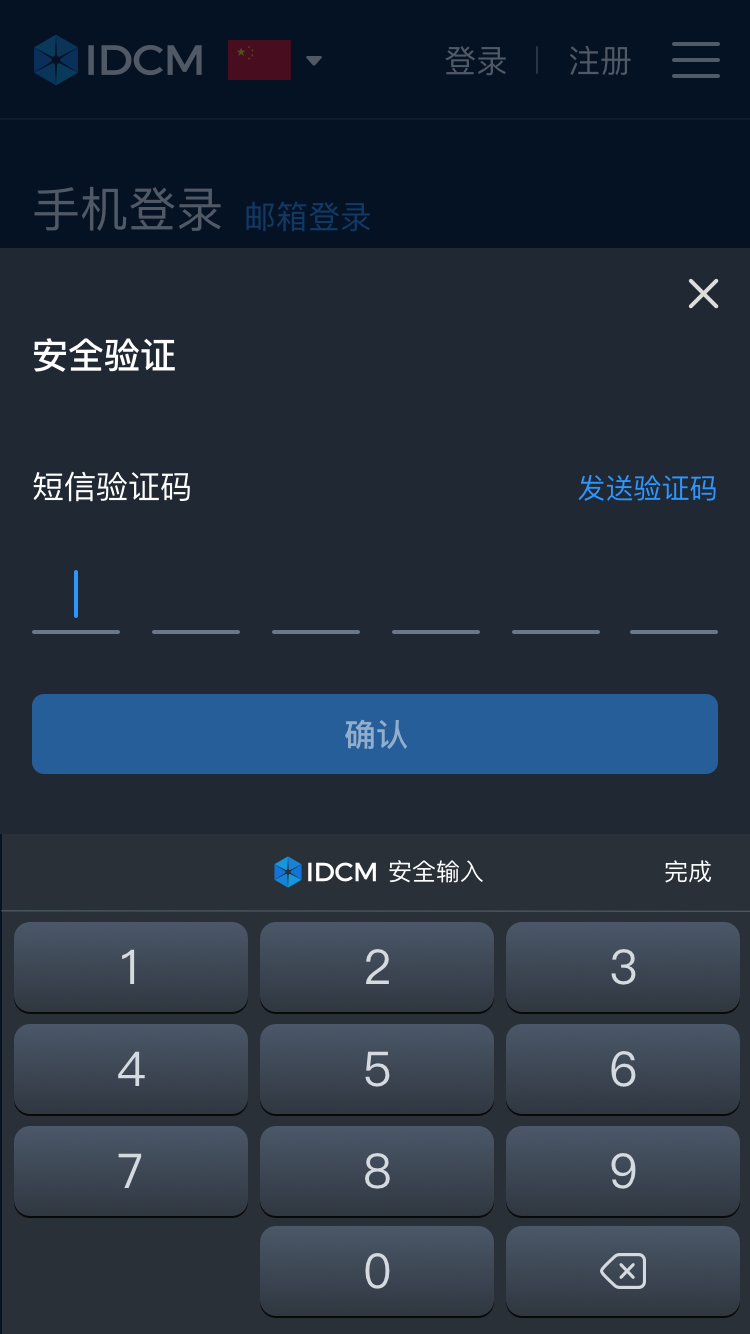 IDCM 登录 注册
手机登录 邮箱登录
安全验证
短信验证码 发送验证码
确认
IDCM 安全输入 完成
1 2 3
4 5 6
7 8 9
0